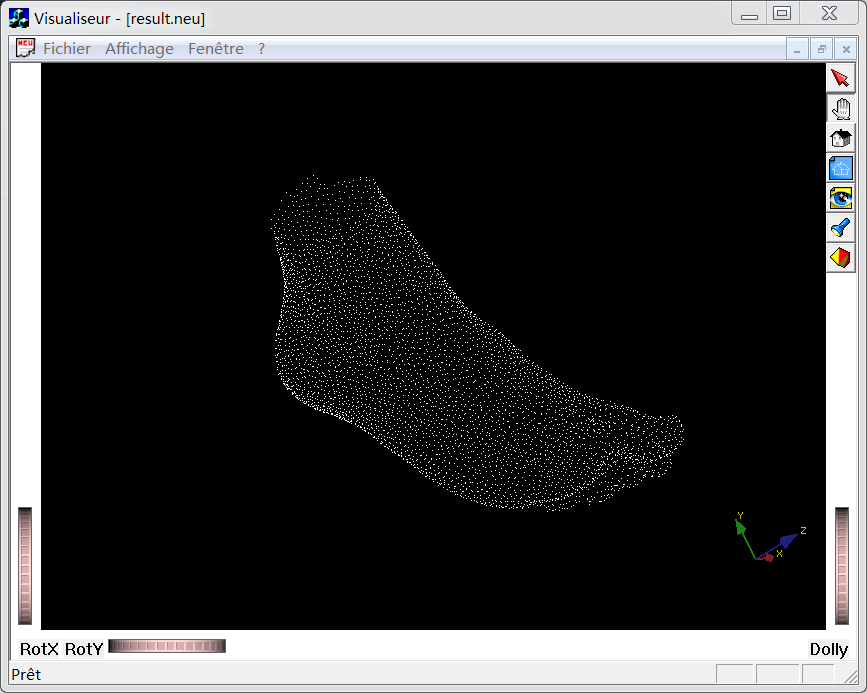 Visualiseur - [result.neu]
NEU Fichier Affichage Fenêtre ?
Y
Z
X
RotX RotY Dolly
Prêt